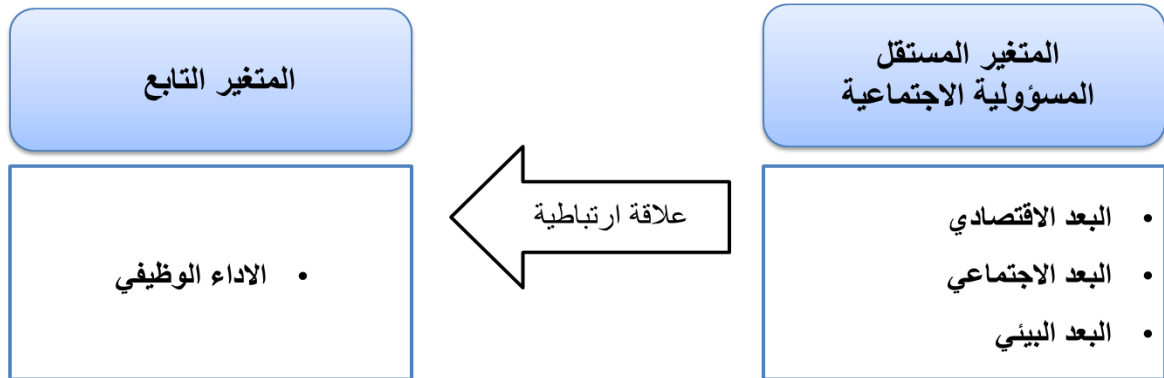 المتغير المستقل
المسؤولية الاجتماعية
• البعد الاقتصادي
• البعد الاجتماعي
• البعد البيئي
علاقة ارتباطية
المتغير التابع
• الاداء الوظيفي